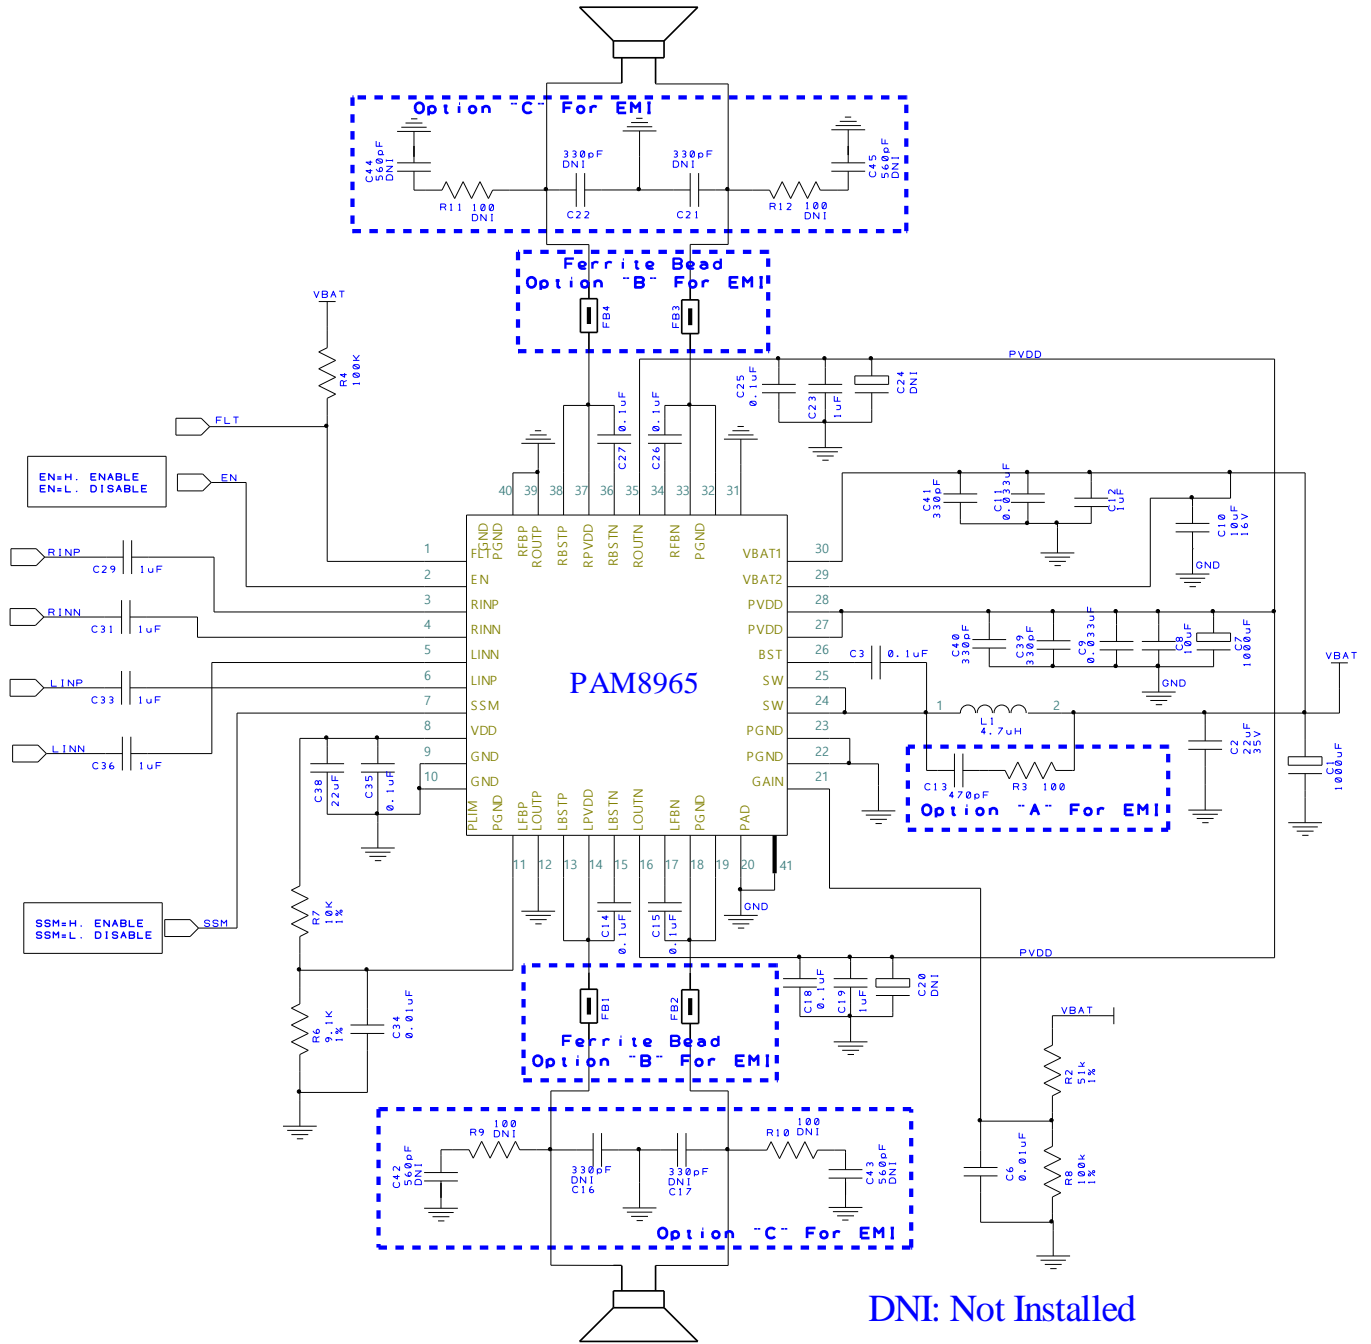 Option "C" For EMI
C44
560pF
DNI
R11 100
DNI
330pF
DNI
C22
330pF
DNI
C21
R12 100
DNI
C45
560pF
DNI
Ferrite Bead
Option "B" For EMI
FB4
FB3
VBAT
R4
100K
FLT
EN=H. ENABLE
EN=L. DISABLE
EN
RINP
C29 1uF
RINN
C31 1uF
LINP
C33 1uF
LINN
C36 1uF
PVDD
C25
0.1uF
C23
1uF
C24
DNI
C27
0.1uF
C26
0.1uF
40
39
38
37
36
35
34
33
32
31
GND
PGND
RFBP
ROUTP
RBSTP
RPVDD
RBSTN
ROUTN
RFBN
PGND
1
FLT
2
EN
3
RINP
4
RINN
5
LINN
6
LINP
7
SSM
8
VDD
9
GND
10
GND
PAM8965
VBAT1
30
VBAT2
29
PVDD
28
PVDD
27
BST
26
SW
25
SW
24
PGND
23
PGND
22
GAIN
21
PLIM
PGND
LFBP
LOUTP
LBSTP
LPVDD
LBSTN
LOUTN
LFBN
PGND
PAD
11
12
13
14
15
16
17
18
19
20
41
C41
330pF
C11
0.033uF
C12
1uF
C10
10uF
16V
GND
C40
330pF
C39
330pF
C9
0.033uF
C8
10uF
C7
1000uF
GND
VBAT
C3 0.1uF
1
2
L1
4.7uH
C13
470pF
R3
100
Option "A" For EMI
C2
22uF
35V
C1
1000uF
C38
22uF
C35
0.1uF
R7
10K
1%
SSM=H. ENABLE
SSM=L. DISABLE
SSM
R6
9.1K
1%
C34
0.01uF
C14
0.1uF
C15
0.1uF
GND
PVDD
C18
0.1uF
C19
1uF
C20
DNI
FB1
FB2
Ferrite Bead
Option "B" For EMI
VBAT
R2
51k
1%
C6
0.01uF
R8
100k
1%
C42
560pF
DNI
R9
100
DNI
330pF
DNI
C16
330pF
DNI
C17
R10
100
DNI
C43
560pF
DNI
Option "C" For EMI
DNI: Not Installed